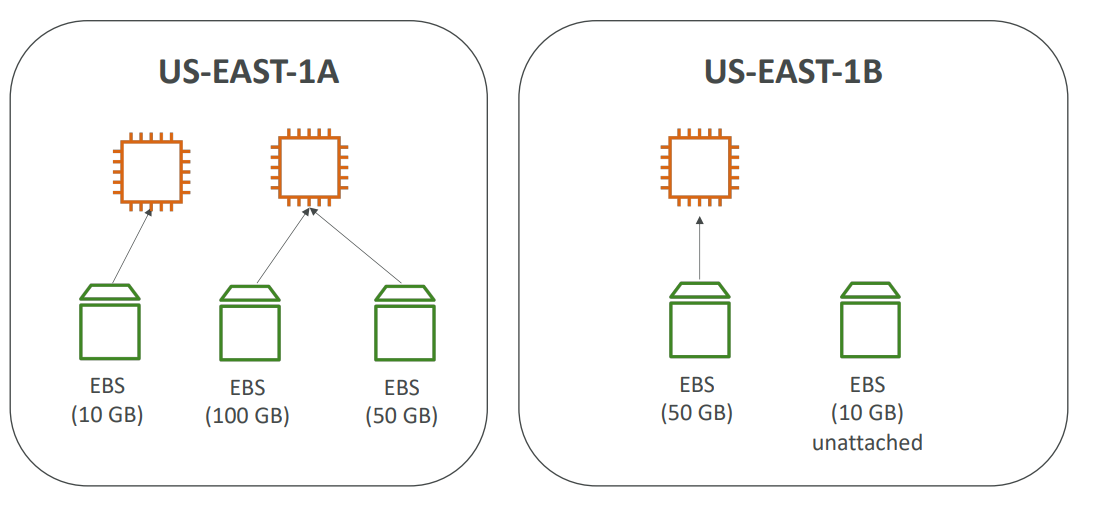 US-EAST-1A
US-EAST-1B
EBS
(10 GB)
EBS
(100 GB)
EBS
(50 GB)
EBS
(50 GB)
EBS
(10 GB)
unattached